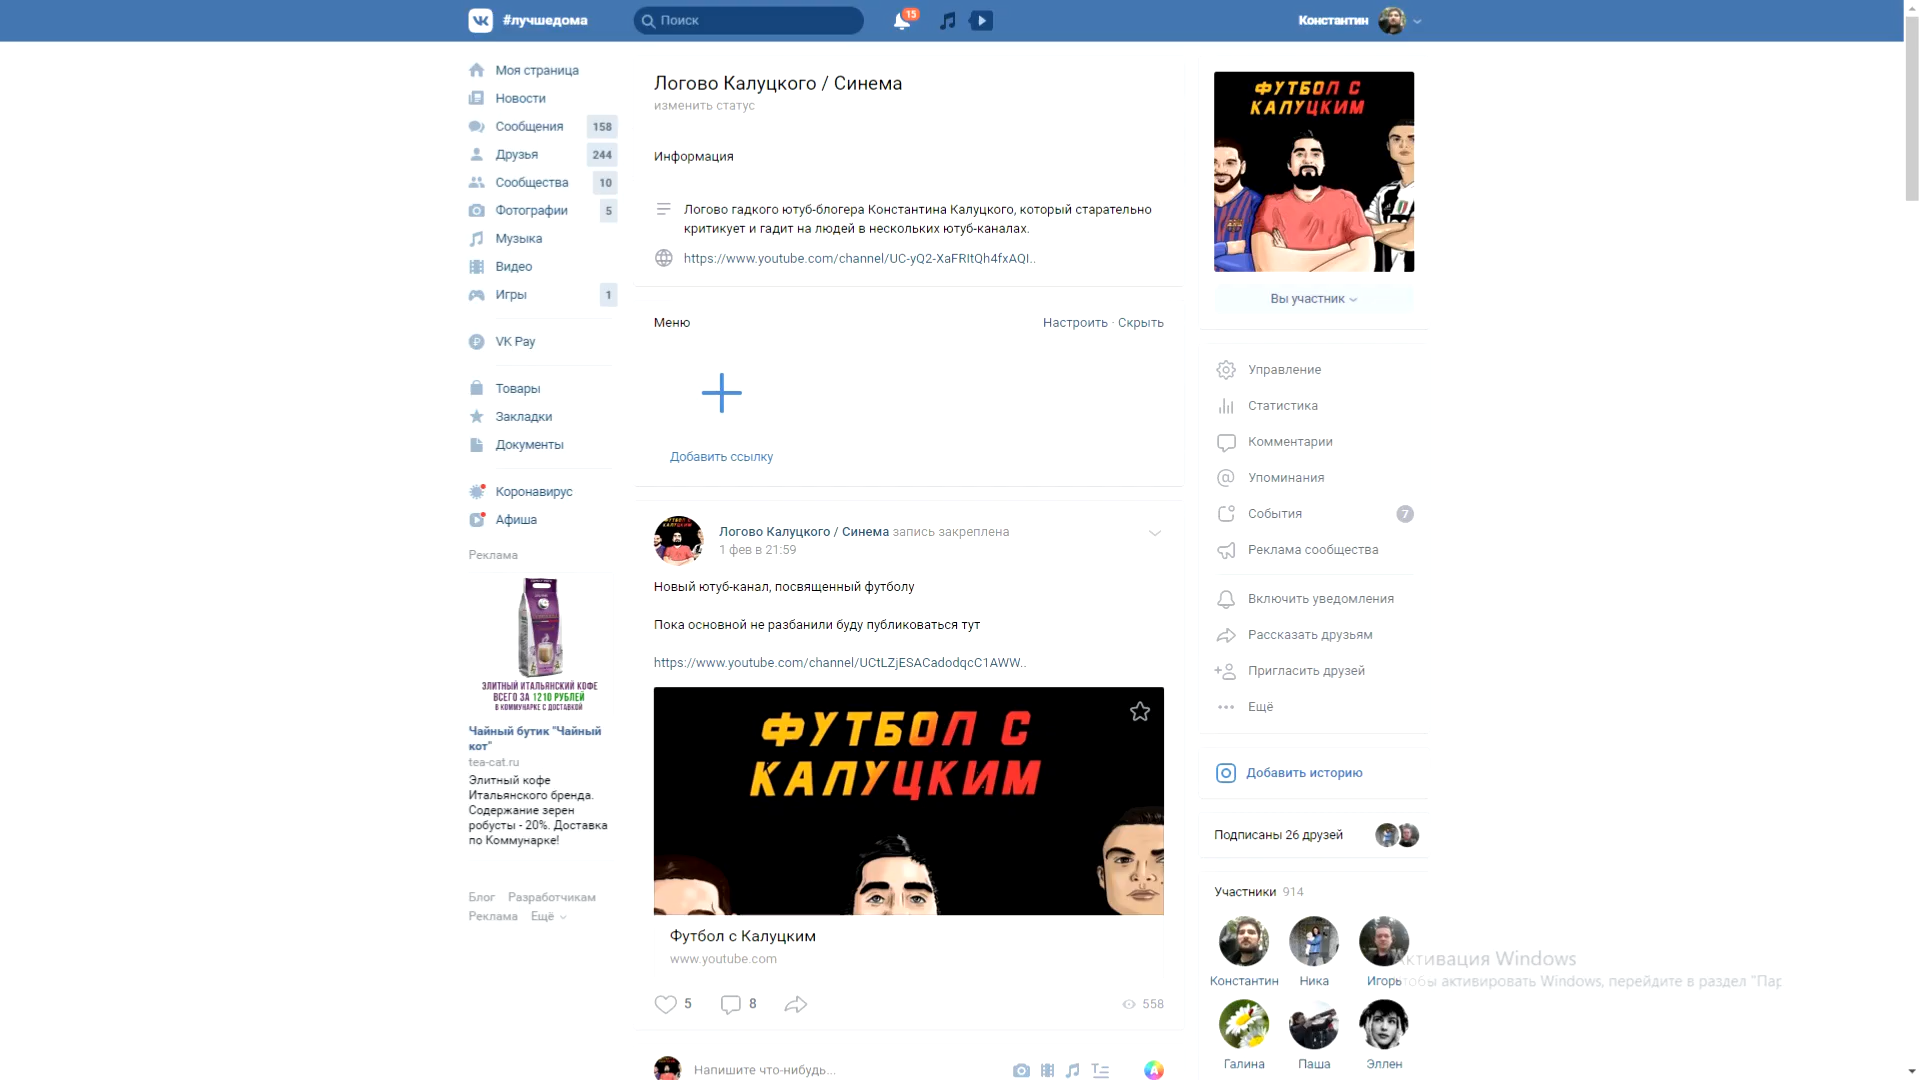 #лучшедома
Поиск
15
Константин
Моя страница
Новости
Сообщения 158
Друзья 244
Сообщества 10
Фотографии 5
Музыка
Видео
Игры 1
VK Pay
Товары
Закладки
Документы
Коронавирус
Афиша
Реклама
ЭЛИТНЫЙ ИТАЛЬЯНСКИЙ КОФЕ
ВСЕГО ЗА 1210 РУБЛЕЙ
В КОММУНАРКЕ С ДОСТАВКОЙ
Чайный бутик "Чайный
кот"
tea-cat.ru
Элитный кофе
Итальянского бренда.
Содержание зерен
робусты - 20%. Доставка
по Коммунарке!
Блог Разработчикам
Реклама Ещё
Логово Калуцкого / Синема
изменить статус
Информация
Логово гадкого ютуб-блогера Константина Калуцкого, который старательно
критикует и гадит на людей в нескольких ютуб-каналах.
https://www.youtube.com/channel/UC-yQ2-XaFRItQh4fxAQI..
Меню
Настроить · Скрыть
Добавить ссылку
Логово Калуцкого / Синема запись закреплена
1 фев в 21:59
Новый ютуб-канал, посвященный футболу
Пока основной не разбанили буду публиковаться тут
https://www.youtube.com/channel/UCtLZjESACadodqcC1AWW..
ФУТБОЛ С
КАЛУЦКИМ
Футбол с Калуцким
www.youtube.com
5 8 558
Напишите что-нибудь...
ФУТБОЛ С
КАЛУЦКИМ
Вы участник
Управление
Статистика
Комментарии
Упоминания
События 7
Реклама сообщества
Включить уведомления
Рассказать друзьям
Пригласить друзей
Ещё
Добавить историю
Подписаны 26 друзей
Участники 914
Константин Ника Игорь
Галина Паша Эллен
Активация Windows
Чтобы активировать Windows, перейдите в раздел "Пар